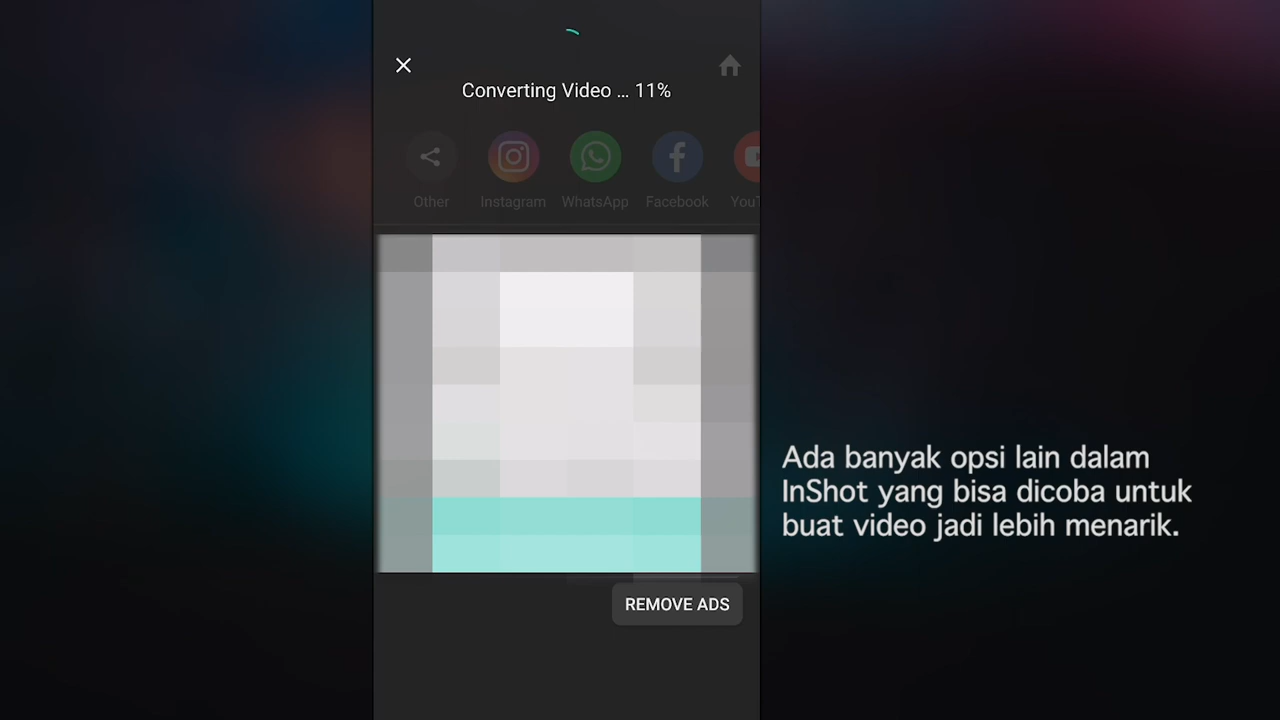 Converting Video ... 11%
Other
Instagram
WhatsApp
Facebook
YouT
REMOVE ADS
Ada banyak opsi lain dalam
InShot yang bisa dicoba untuk
buat video jadi lebih menarik.